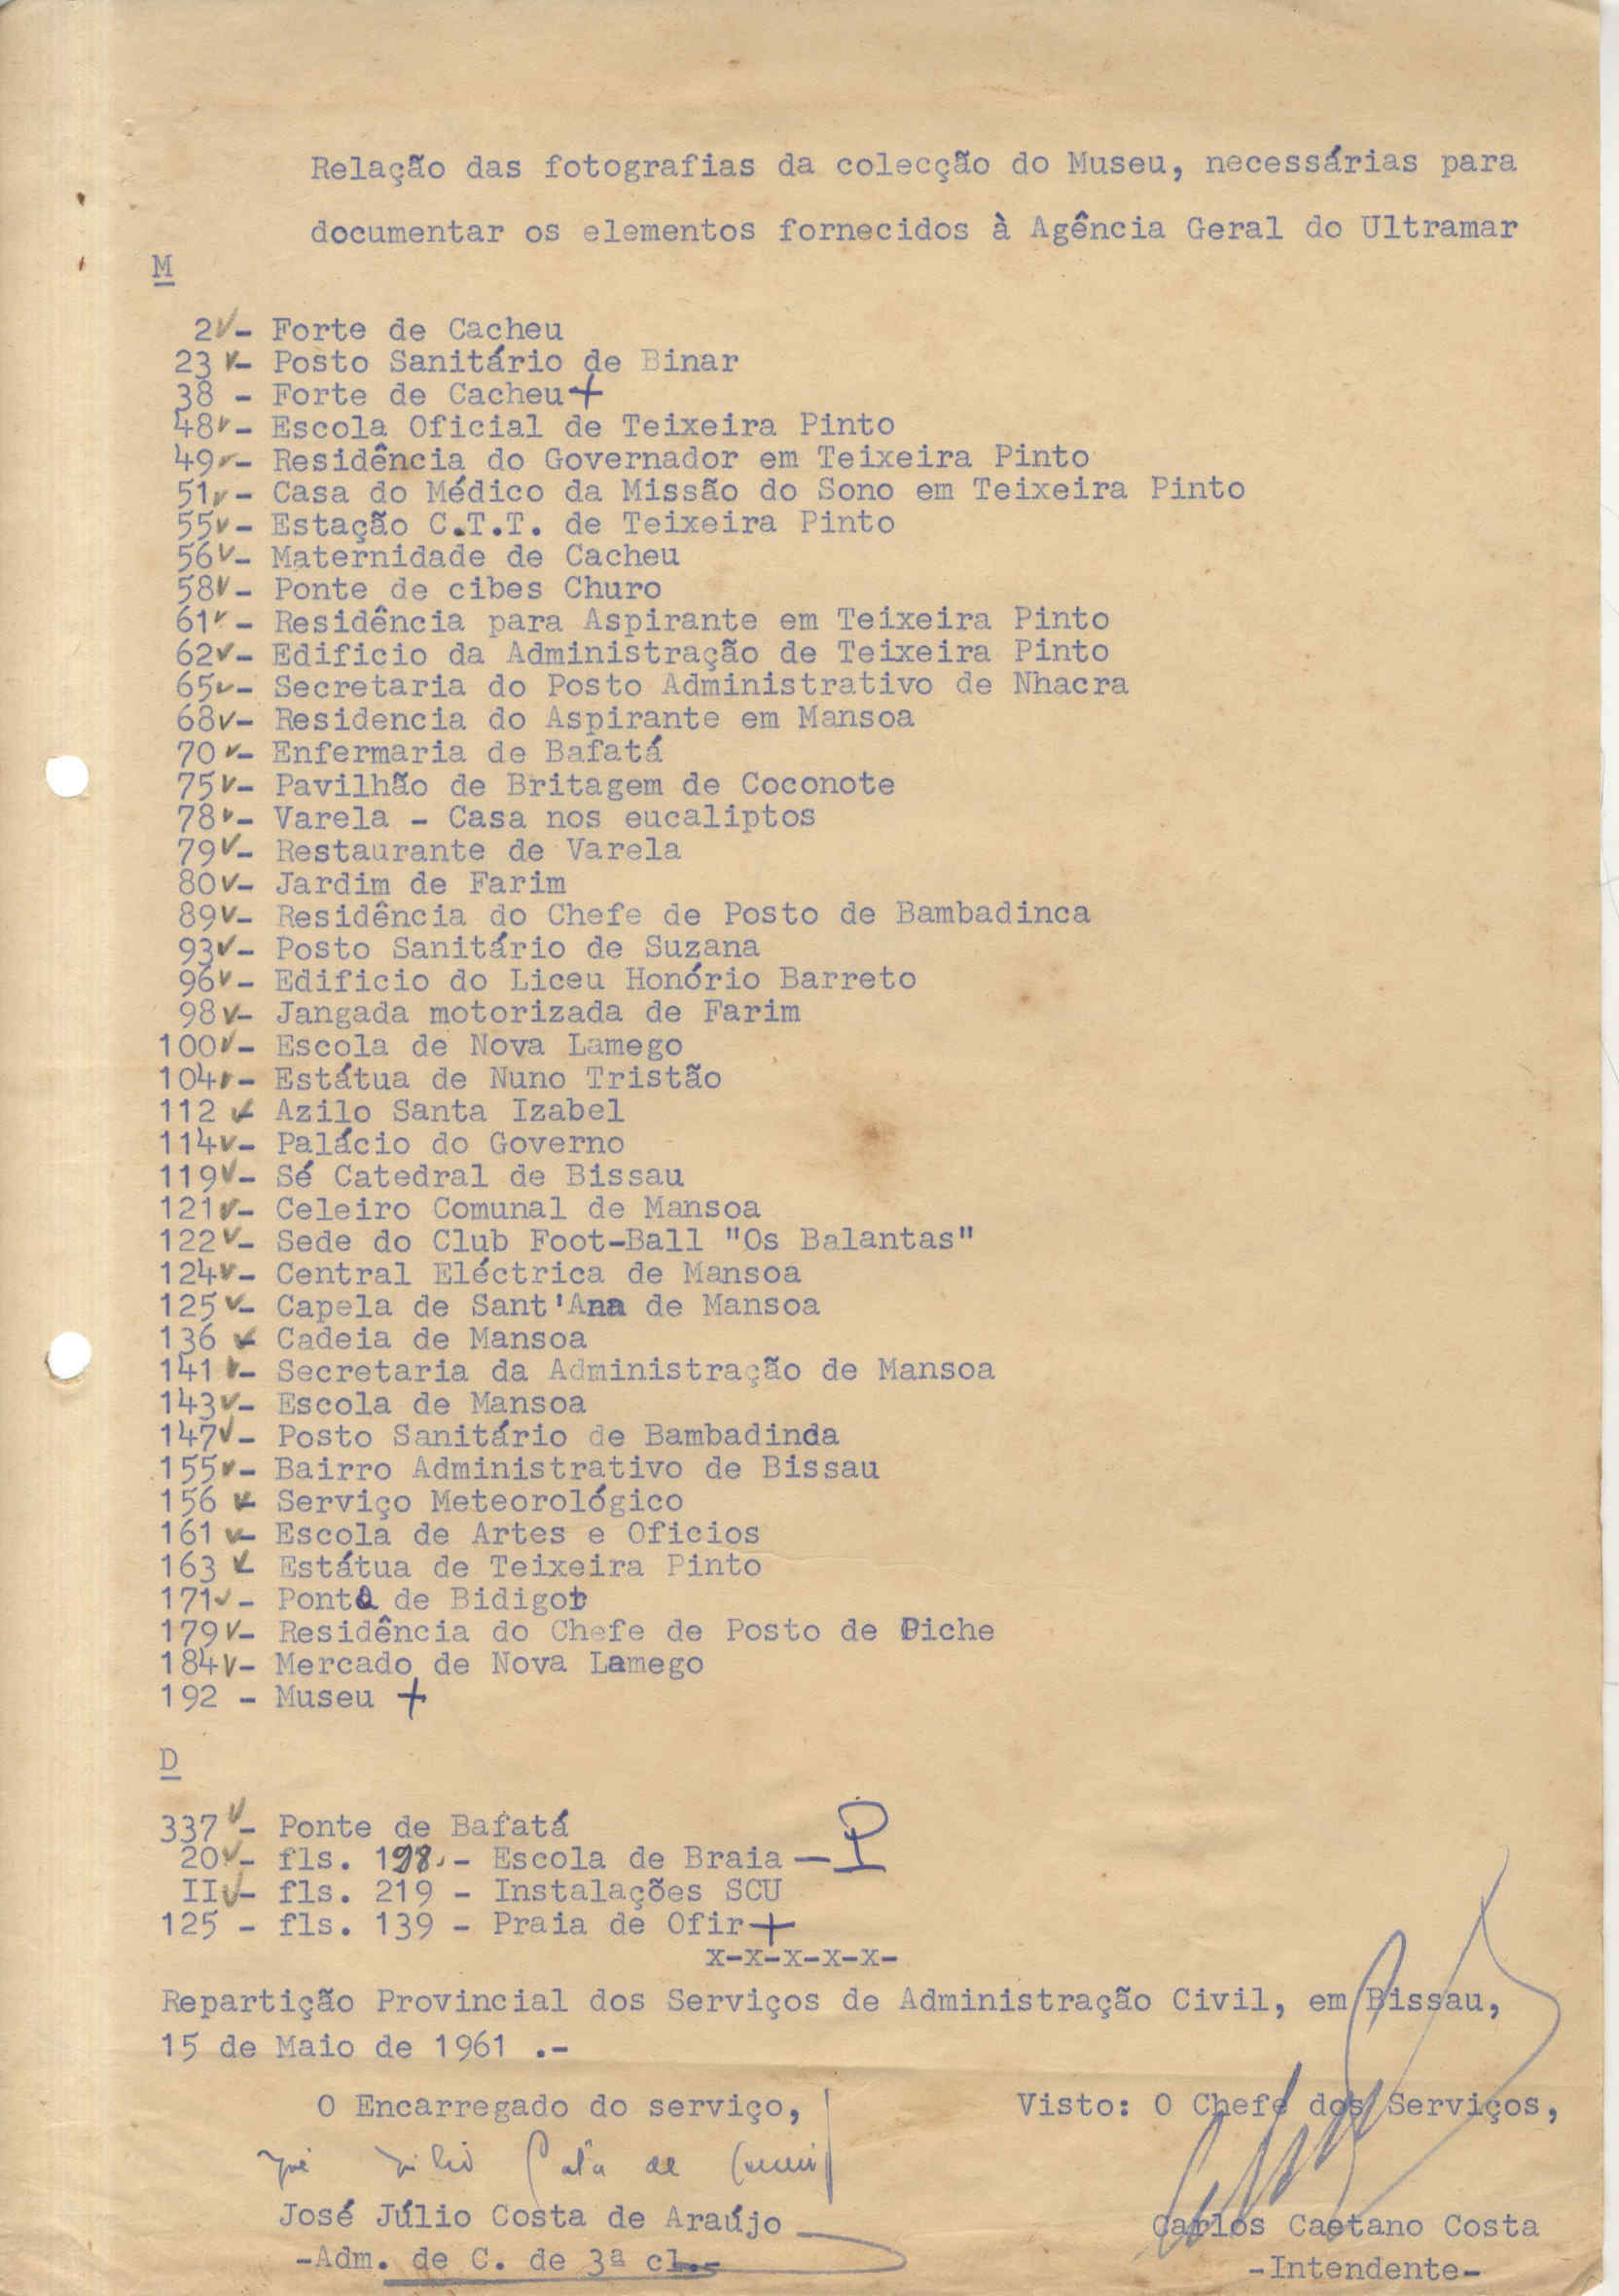 Relação das fotografias da colecção do Museu, necessárias para
documentar os elementos fornecidos à Agência Geral do Ultramar
M
2 ✓- Forte de Cacheu
23 ✓- Posto Sanitário de Binar
38 - Forte de Cacheu +
48 ✓- Escola Oficial de Teixeira Pinto
49 ✓- Residência do Governador em Teixeira Pinto
51 ✓- Casa do Médico da Missão do Sono em Teixeira Pinto
55 ✓- Estação C.T.T. de Teixeira Pinto
56 ✓- Maternidade de Cacheu
58 ✓- Ponte de cibes Churo
61 ✓- Residência para Aspirante em Teixeira Pinto
62 ✓- Edificio da Administração de Teixeira Pinto
65 ✓- Secretaria do Posto Administrativo de Nhacra
68 ✓- Residencia do Aspirante em Mansoa
70 ✓- Enfermaria de Bafatá
75 ✓- Pavilhão de Britagem de Coconote
78 ✓- Varela - Casa nos eucaliptos
79 ✓- Restaurante de Varela
80 ✓- Jardim de Farim
89 ✓- Residência do Chefe de Posto de Bambadinca
93 ✓- Posto Sanitário de Suzana
96 ✓- Edificio do Liceu Honório Barreto
98 ✓- Jangada motorizada de Farim
100 ✓- Escola de Nova Lamego
104 ✓- Estátua de Nuno Tristão
112 ✓- Azilo Santa Izabel
114 ✓- Palácio do Governo
119 ✓- Sé Catedral de Bissau
121 ✓- Celeiro Comunal de Mansoa
122 ✓- Sede do Club Foot-Ball "Os Balantas"
124 ✓- Central Eléctrica de Mansoa
125 ✓- Capela de Sant'Ana de Mansoa
136 ✓- Cadeia de Mansoa
141 ✓- Secretaria da Administração de Mansoa
143 ✓- Escola de Mansoa
147 ✓- Posto Sanitário de Bambadinda
155 ✓- Bairro Administrativo de Bissau
156 ✓- Serviço Meteorológico
161 ✓- Escola de Artes e Oficios
163 ✓- Estátua de Teixeira Pinto
171 ✓- Ponta de Bidigor
179 ✓- Residência do Chefe de Posto de Piche
184 ✓- Mercado de Nova Lamego
192 - Museu +
D
337 ✓- Ponte de Bafatá
20 ✓- fls. 198. - Escola de Braia -
II ✓- fls. 219 - Instalações SCU
125 - fls. 139 - Praia de Ofir +
x-x-x-x-x-
Repartição Provincial dos Serviços de Administração Civil, em Bissau,
15 de Maio de 1961 .-
O Encarregado do serviço, Visto: O Chefe dos Serviços,
José Júlio Costa de Araújo Carlos Caetano Costa
-Adm. de C. de 3ª cl.- -Intendente-